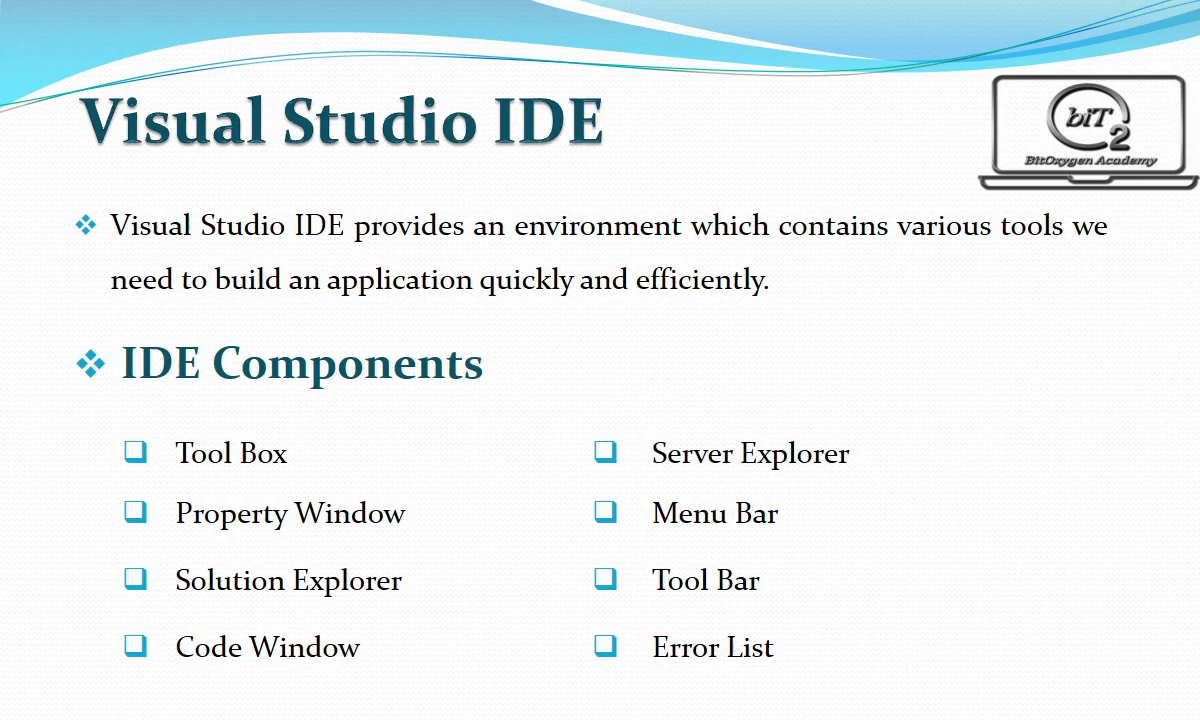 Visual Studio IDE
biT
2
BitOxygen Academy
Visual Studio IDE provides an environment which contains various tools we
need to build an application quickly and efficiently.
IDE Components
Tool Box
Property Window
Solution Explorer
Code Window
Server Explorer
Menu Bar
Tool Bar
Error List